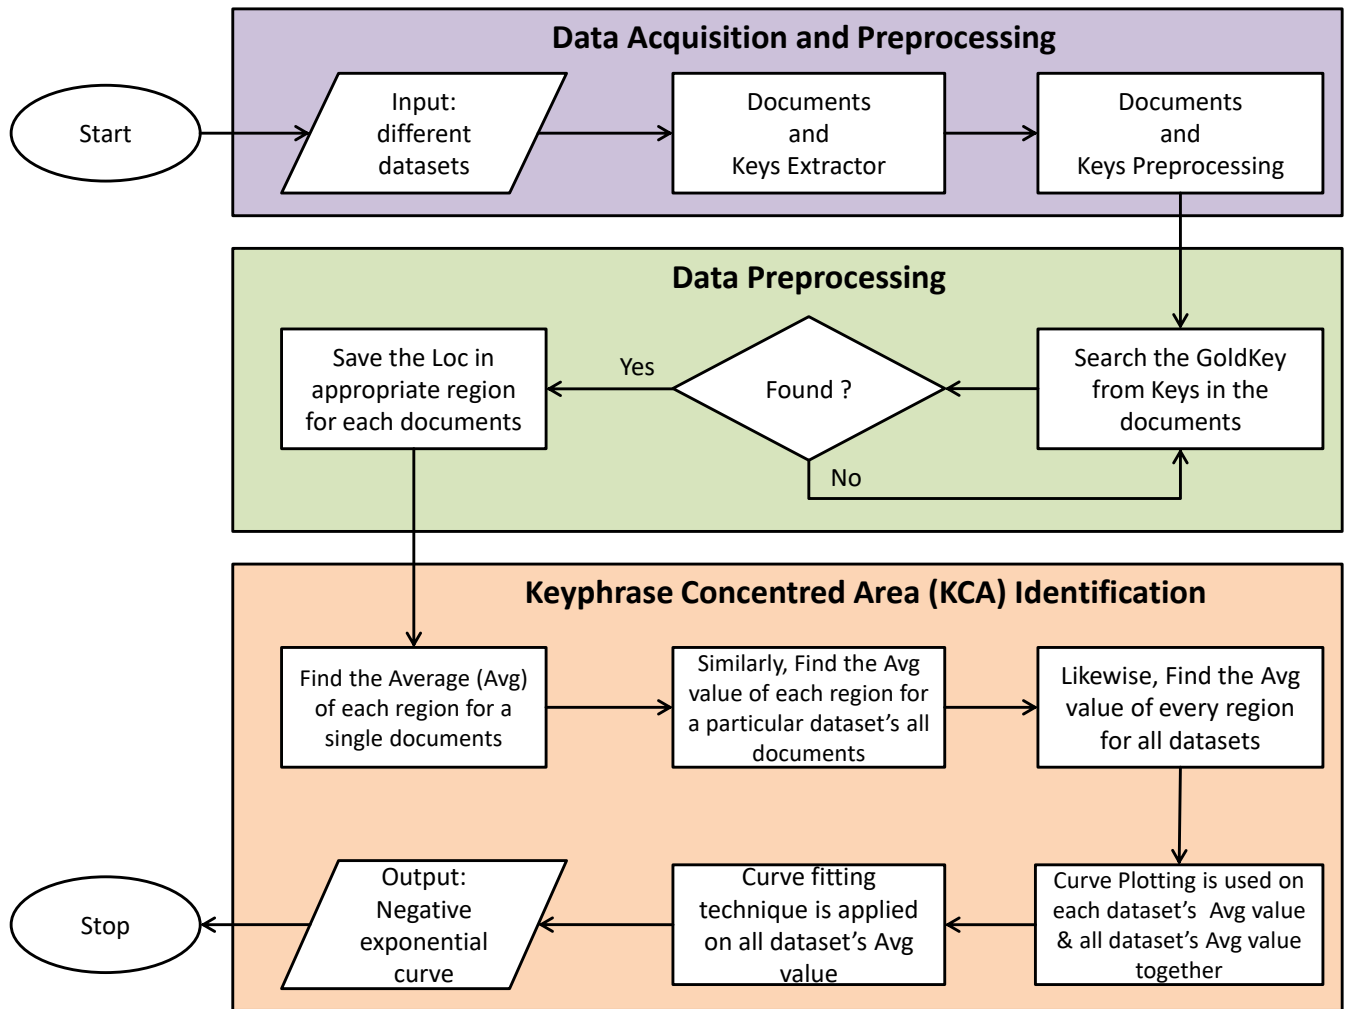 Data Acquisition and Preprocessing
Start
Input:
different
datasets
Documents
and
Keys Extractor
Documents
and
Keys Preprocessing
Data Preprocessing
Save the Loc in
appropriate region
for each documents
Yes
Found ?
No
Search the GoldKey
from Keys in the
documents
Keyphrase Concentred Area (KCA) Identification
Find the Average (Avg)
of each region for a
single documents
Similarly, Find the Avg
value of each region for
a particular dataset's all
documents
Likewise, Find the Avg
value of every region
for all datasets
Curve Plotting is used on
each dataset's Avg value
& all dataset's Avg value
together
Curve fitting
technique is applied
on all dataset's Avg
value
Output:
Negative
exponential
curve
Stop